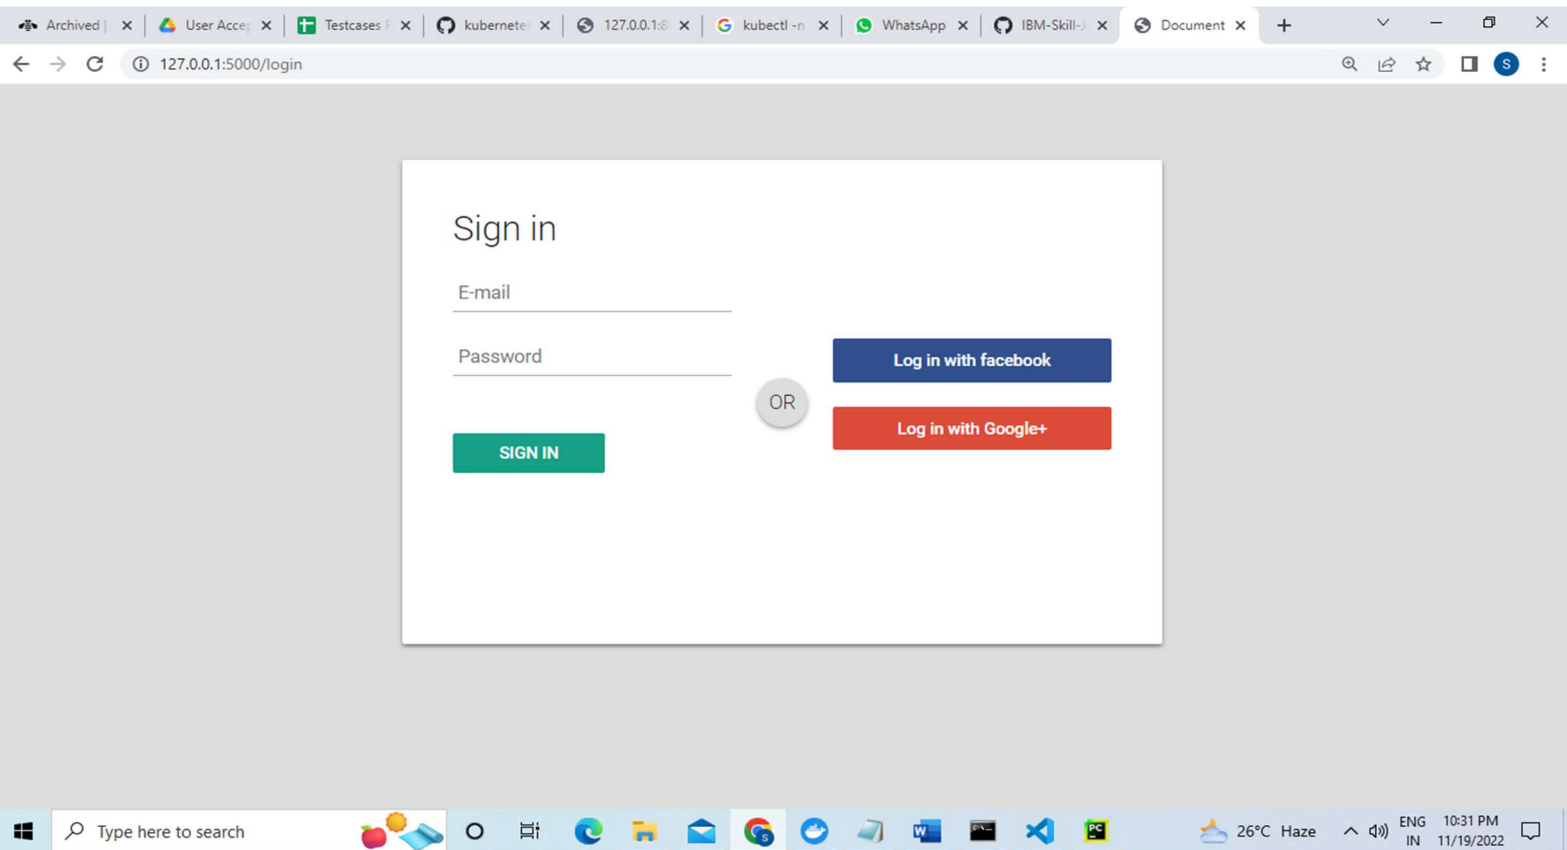 Archived |
User Accep
Testcases
kubernete
127.0.0.1:8
kubectl -n
WhatsApp
IBM-Skill-J
Document
127.0.0.1:5000/login
S
Sign in
E-mail
Password
SIGN IN
OR
Log in with facebook
Log in with Google+
Type here to search
26°C Haze
ENG
IN
10:31 PM
11/19/2022